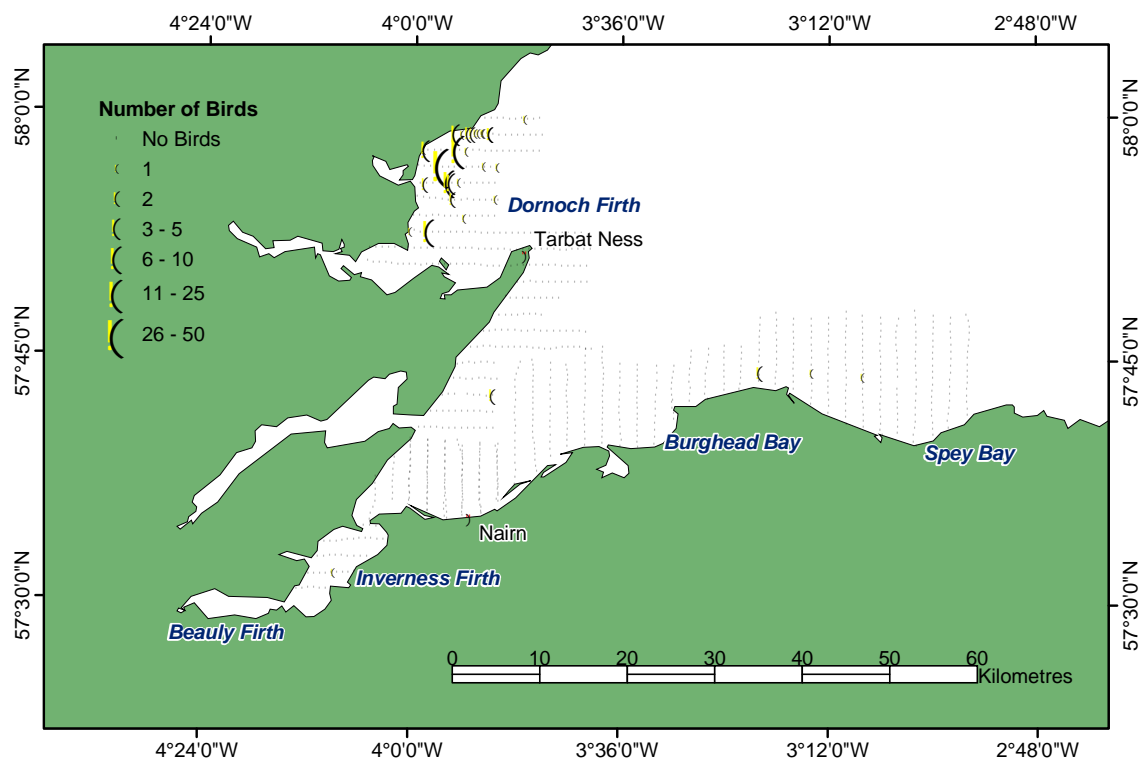 4°24'0"W 4°0'0"W 3°36'0"W 3°12'0"W 2°48'0"W
58°0'0"N
58°0'0"N
Number of Birds
No Birds
1
2
3 - 5
6 - 10
11 - 25
26 - 50
Dornoch Firth
Tarbat Ness
57°45'0"N
57°45'0"N
Burghead Bay
Spey Bay
Nairn
Inverness Firth
57°30'0"N
57°30'0"N
Beauly Firth
0 10 20 30 40 50 60
Kilometres
4°24'0"W 4°0'0"W 3°36'0"W 3°12'0"W 2°48'0"W